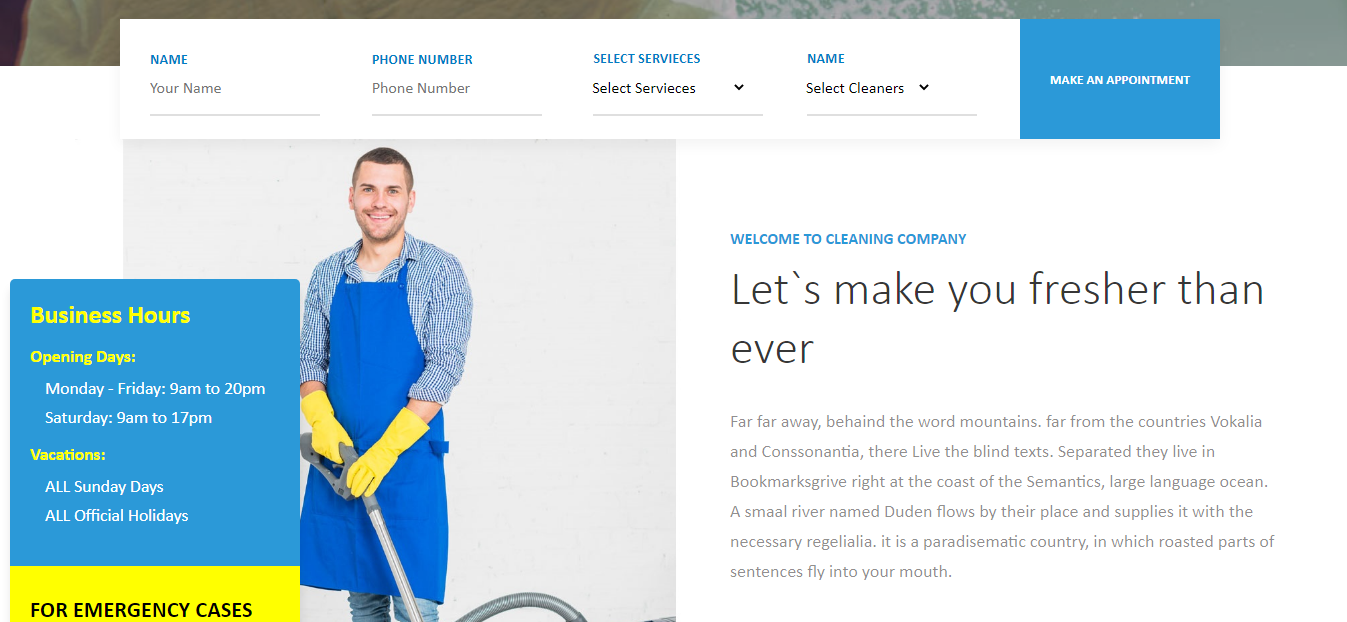 NAME
Your Name
PHONE NUMBER
Phone Number
SELECT SERVIECES
Select Servieces
NAME
Select Cleaners
MAKE AN APPOINTMENT
WELCOME TO CLEANING COMPANY
Let`s make you fresher than
ever
Far far away, behaind the word mountains. far from the countries Vokalia
and Conssonantia, there Live the blind texts. Separated they live in
Bookmarksgrive right at the coast of the Semantics, large language ocean.
A smaal river named Duden flows by their place and supplies it with the
necessary regelialia. it is a paradisematic country, in which roasted parts of
sentences fly into your mouth.
Business Hours
Opening Days:
Monday - Friday: 9am to 20pm
Saturday: 9am to 17pm
Vacations:
ALL Sunday Days
ALL Official Holidays
FOR EMERGENCY CASES